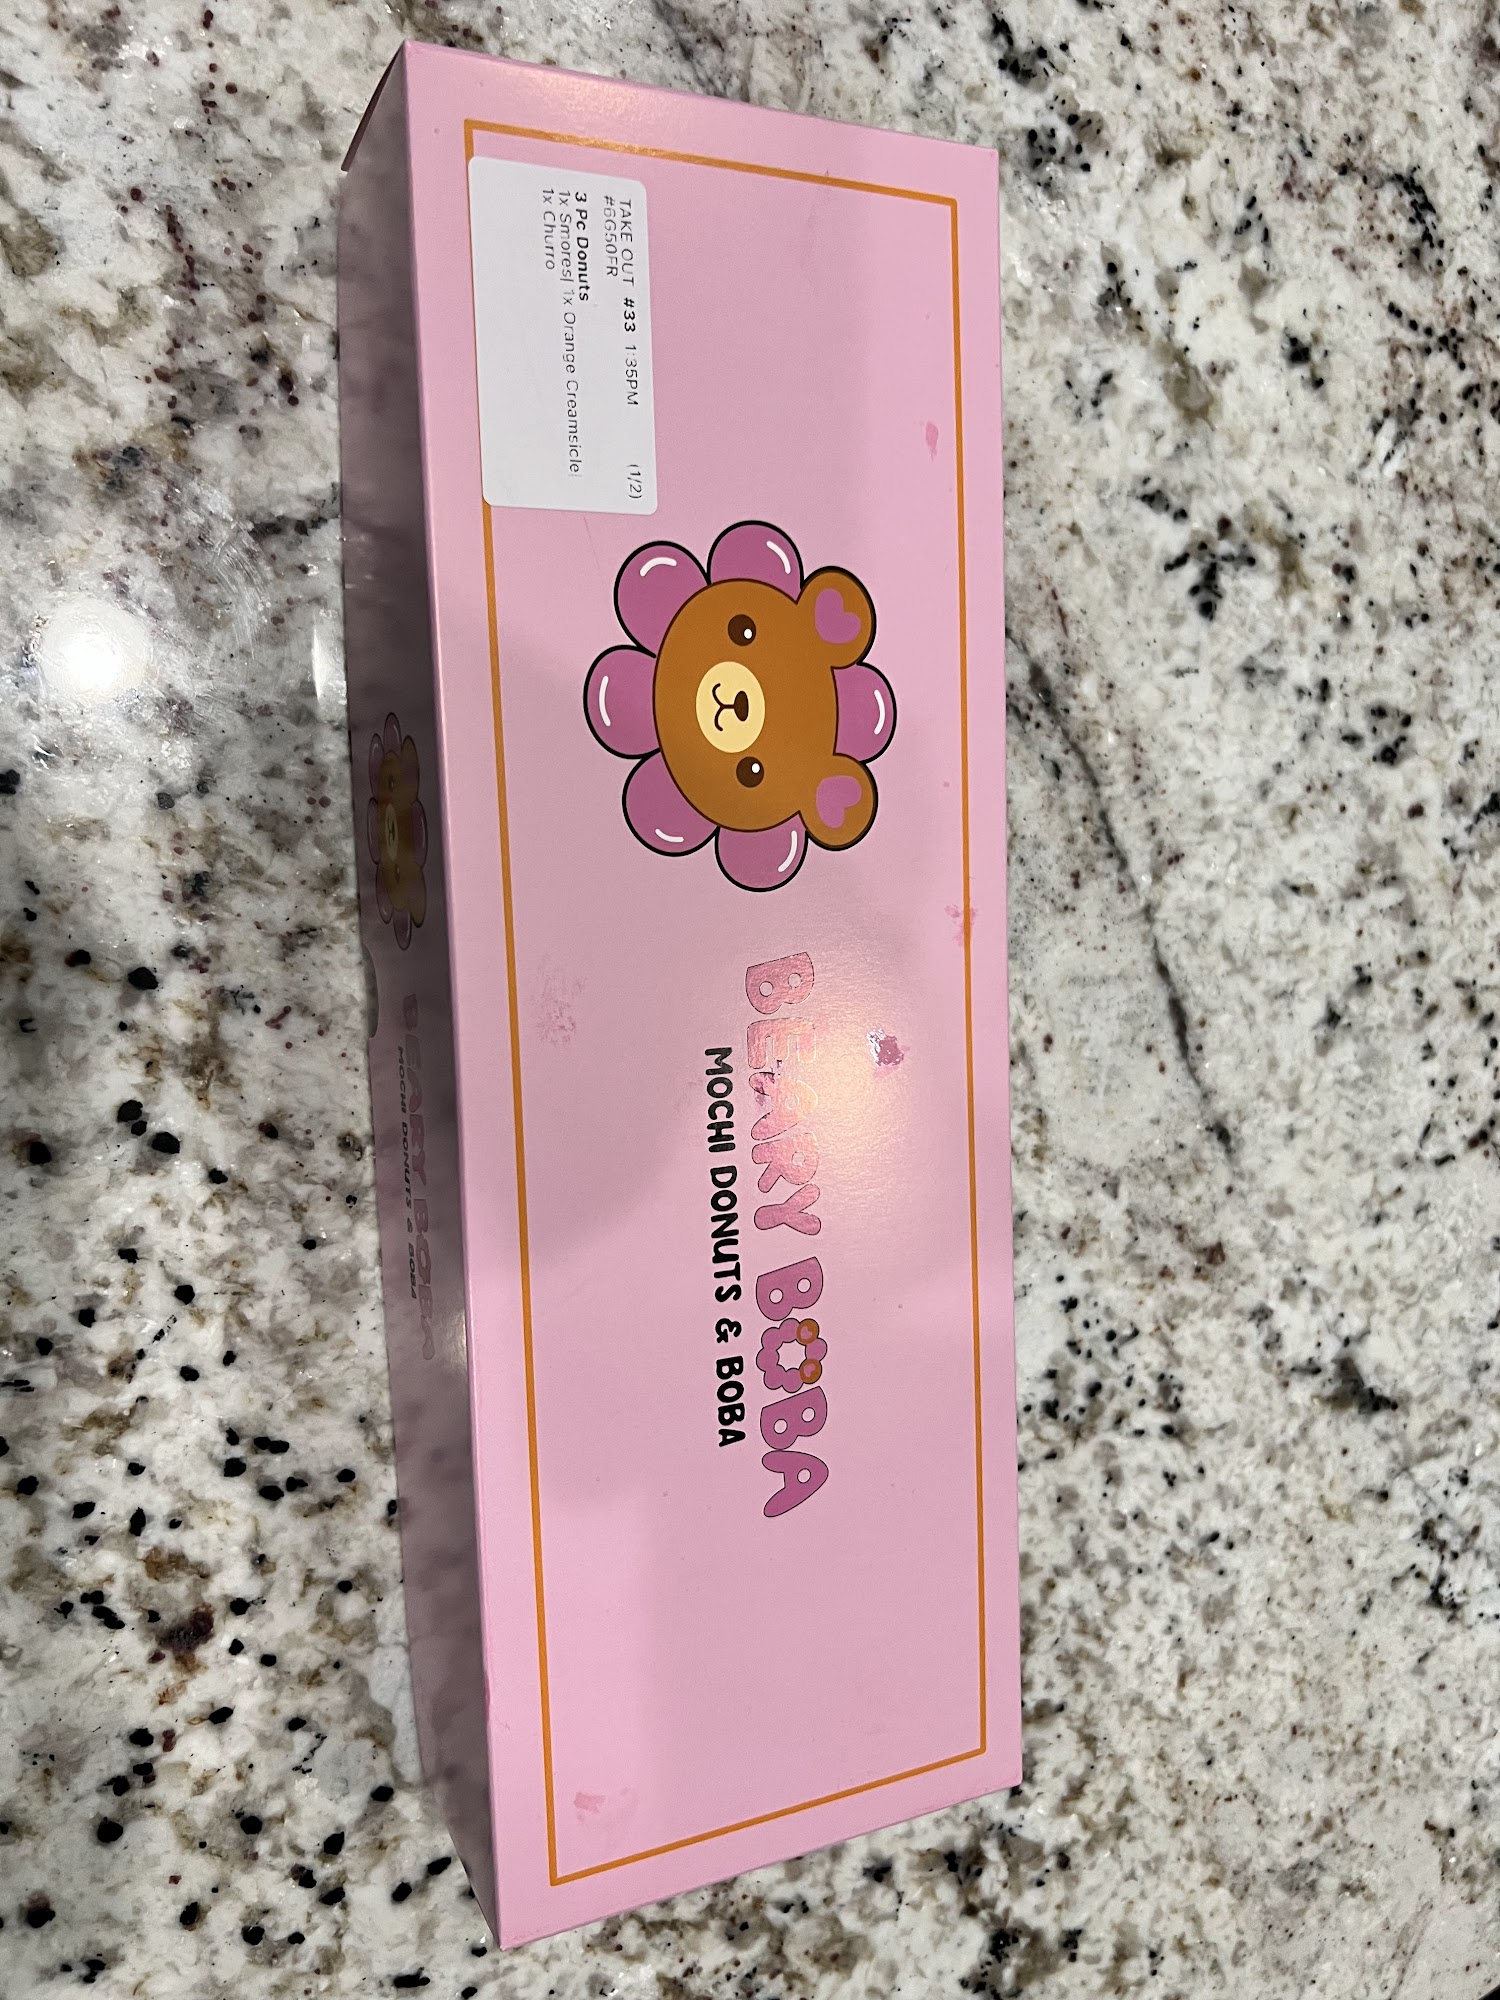 TAKE OUT #33 1:35PM (1/2)
#6G50FR
3 Pc Donuts
1x Smores| 1x Orange Creamsicle|
1x Churro
BEARY BOBA
MOCHI DONUTS & BOBA
BEARY BOBA
MOCHI DONUTS & BOBA